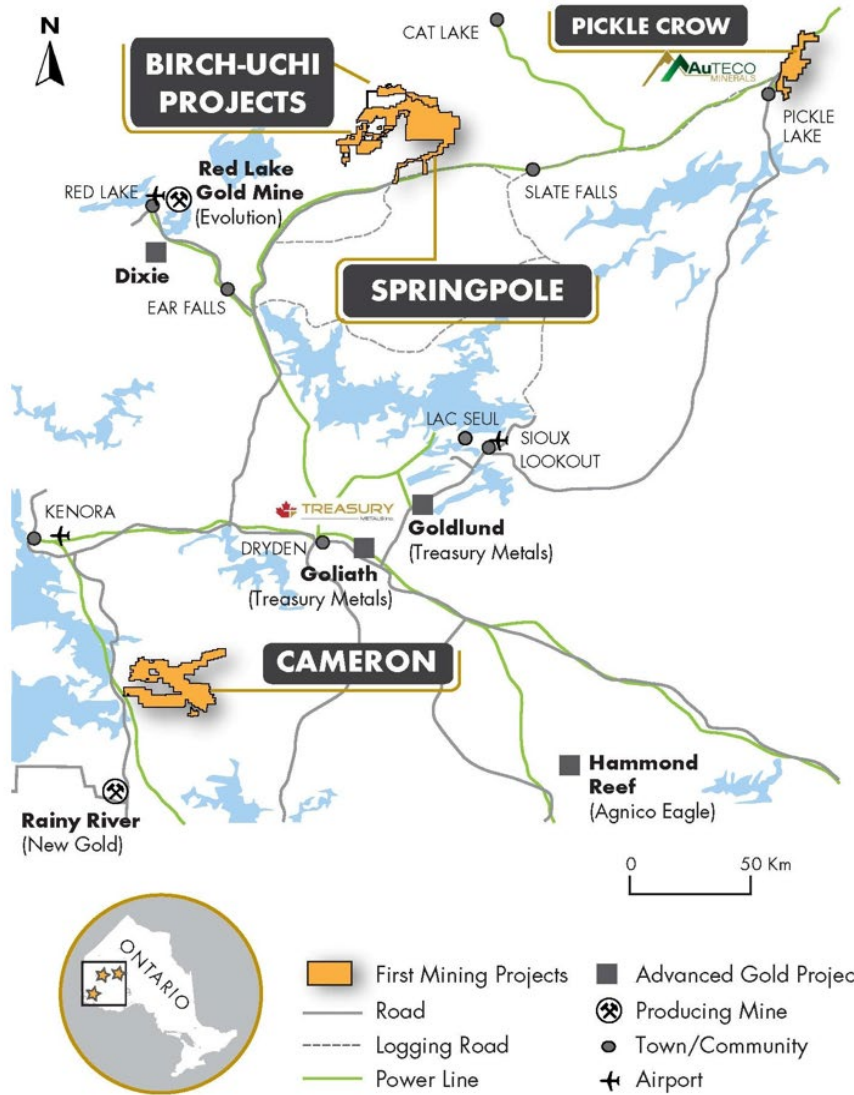 N
CAT LAKE
PICKLE CROW
AuTECO
MINERALS
BIRCH-UCHI
PROJECTS
PICKLE
LAKE
Red Lake
Gold Mine
(Evolution)
RED LAKE
SLATE FALLS
Dixie
EAR FALLS
SPRINGPOLE
LAC SEUL
SIOUX
LOOKOUT
KENORA
TREASURY
METALS Inc.
Goldlund
(Treasury Metals)
DRYDEN
Goliath
(Treasury Metals)
CAMERON
Hammond
Reef
(Agnico Eagle)
Rainy River
(New Gold)
0 50 Km
ONTARIO
First Mining Projects
Road
Logging Road
Power Line
Advanced Gold Projec
Producing Mine
Town/Community
Airport